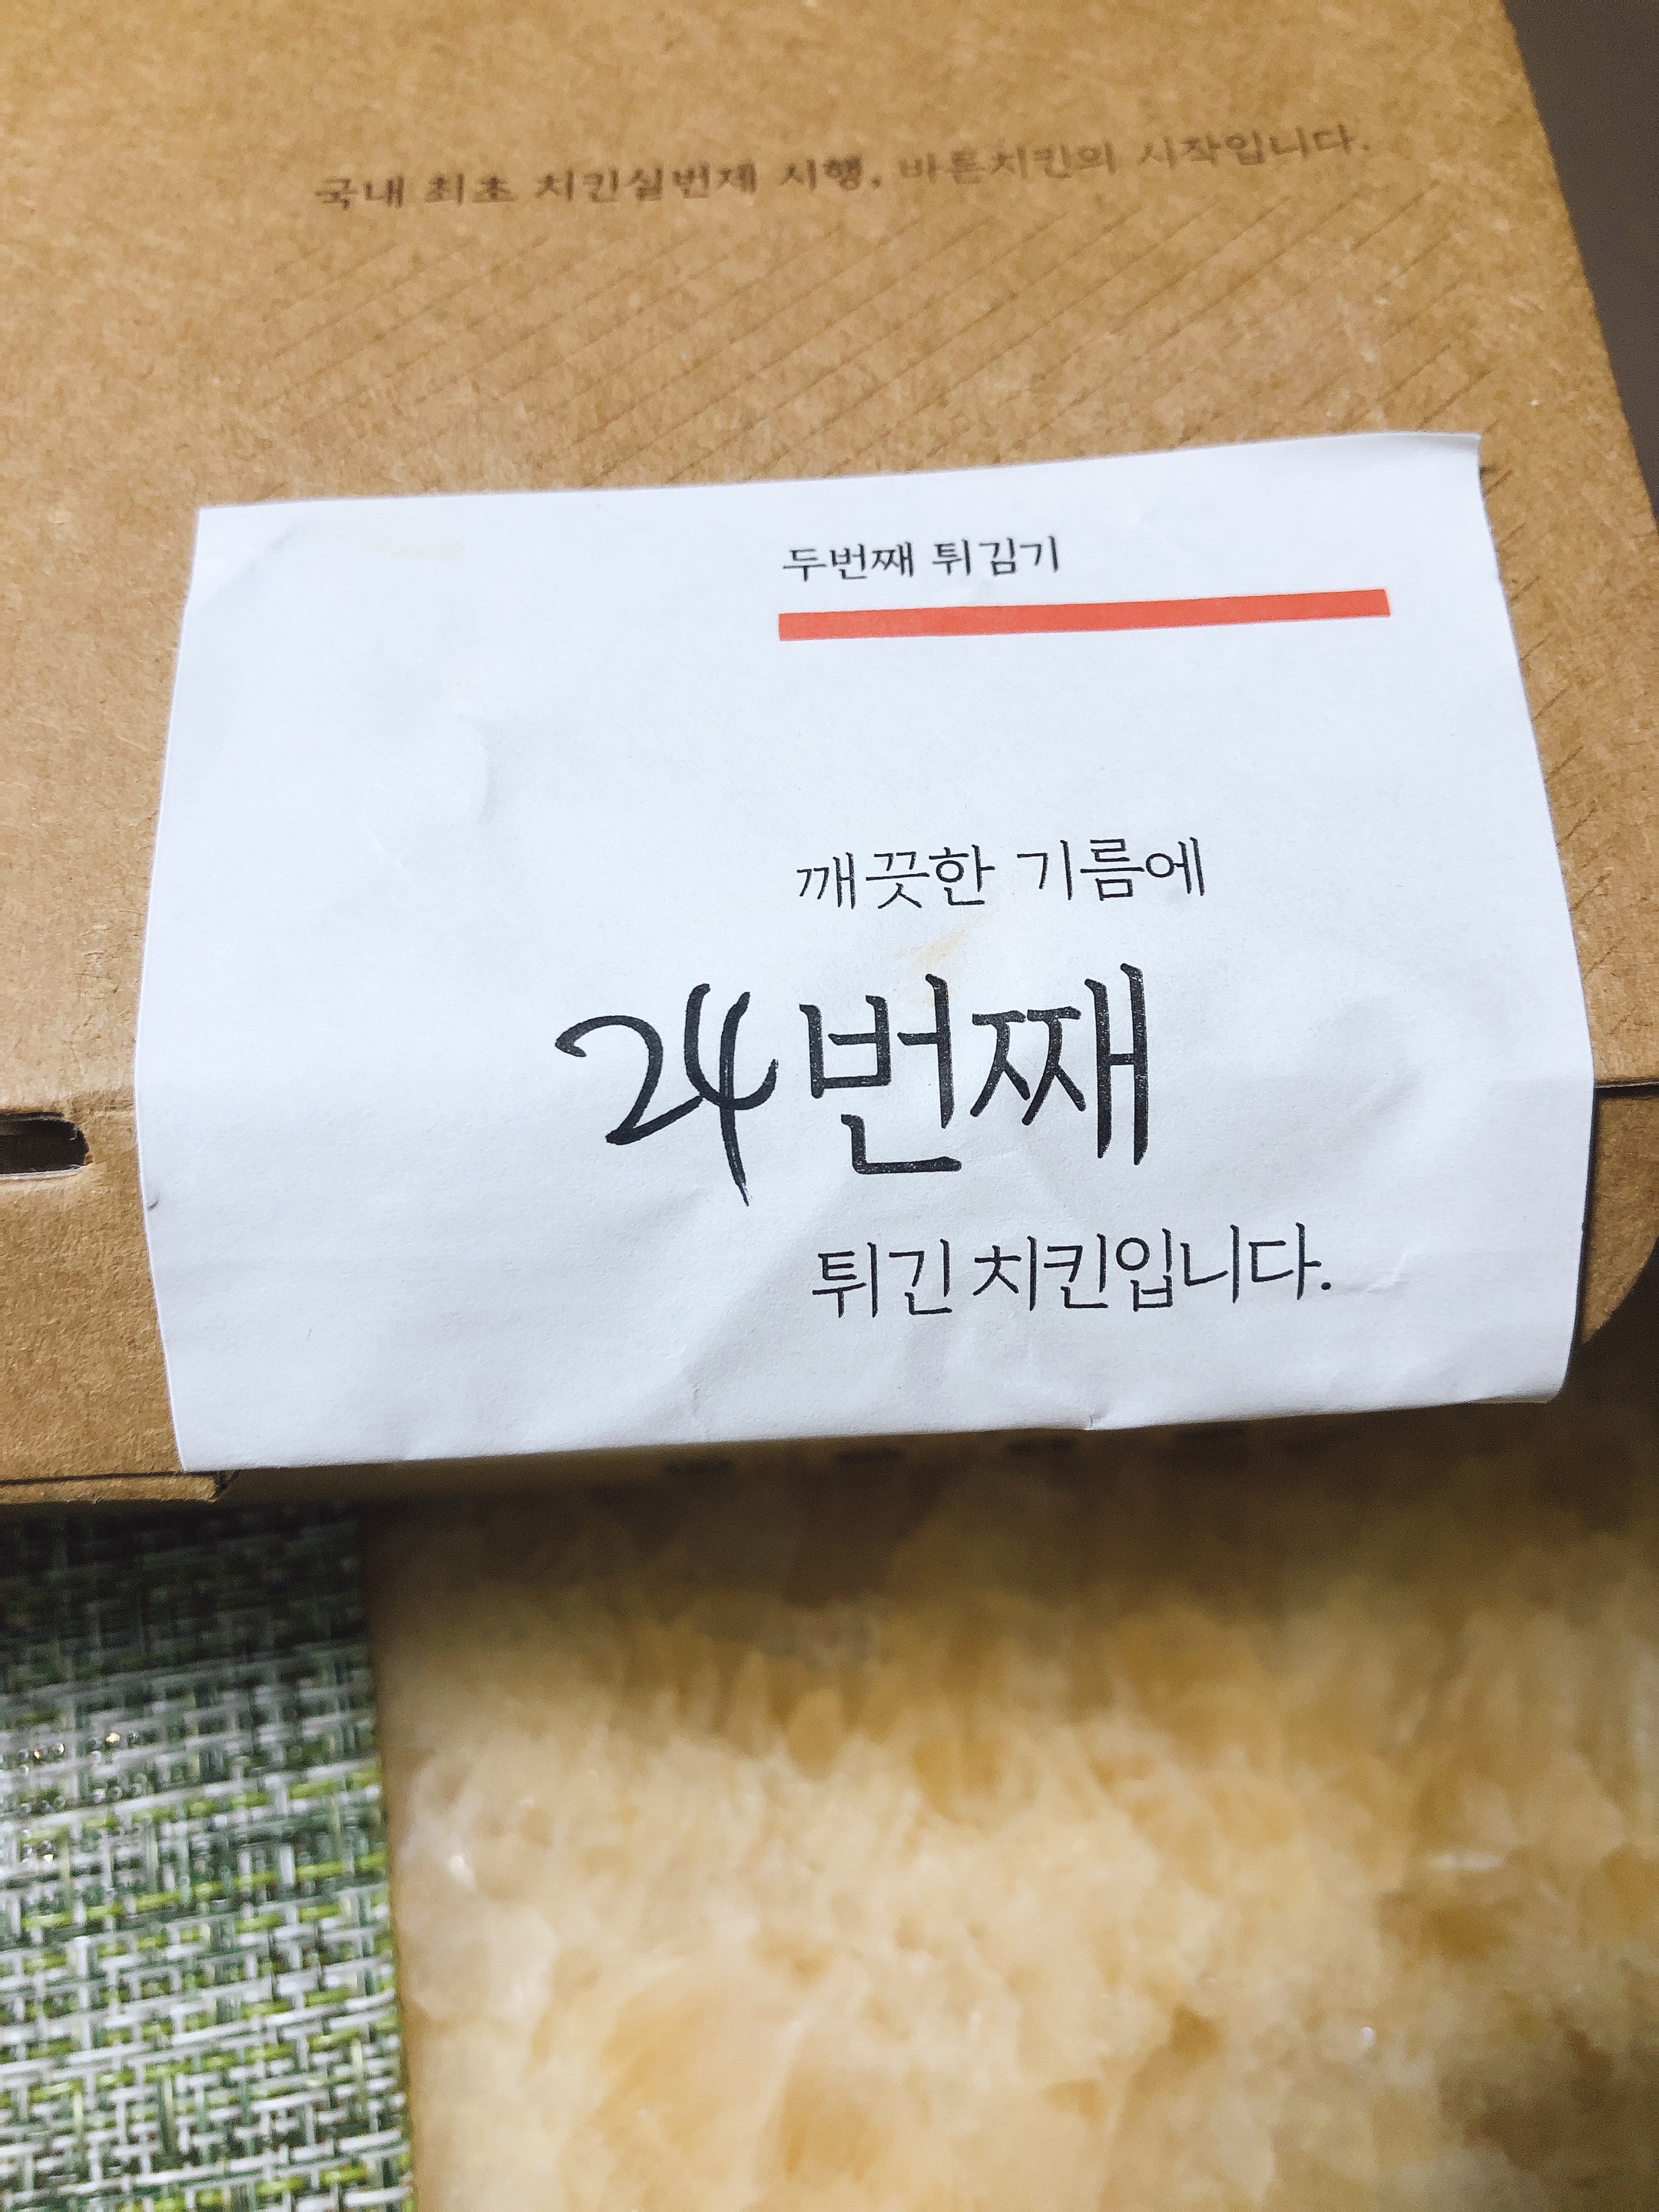 국내 최초 치킨실번제 시행, 바른치킨의 시작입니다.
두번째 튀김기
깨끗한 기름에
24번째
튀긴 치킨입니다.